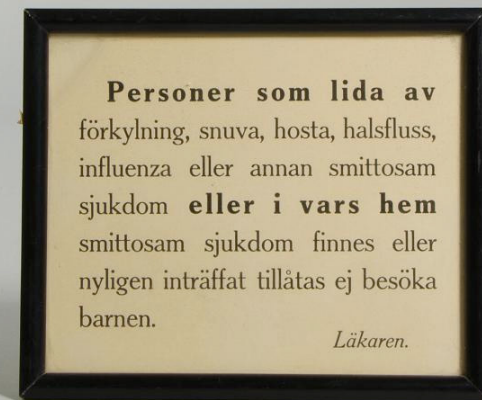 Personer som lida av
förkylning, snuva, hosta, halsfluss,
influenza eller annan smittosam
sjukdom eller i vars hem
smittosam sjukdom finnes eller
nyligen inträffat tillåtas ej besöka
barnen.
Läkaren.